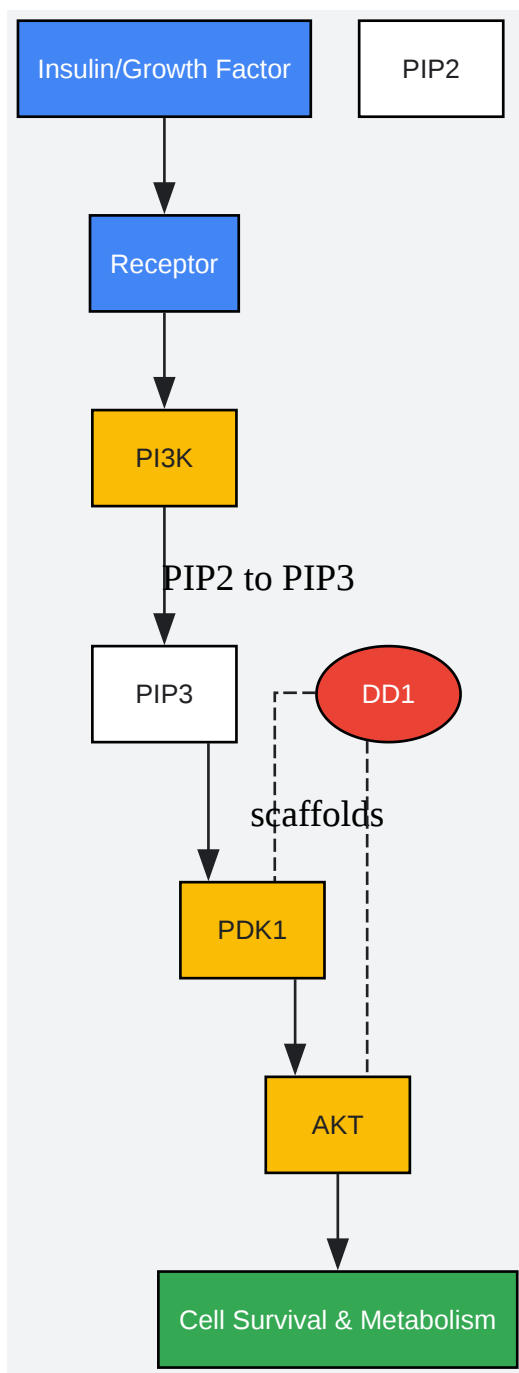 Insulin/Growth Factor
PIP2
Receptor
PI3K
PIP2 to PIP3
PIP3
DD1
scaffolds
PDK1
AKT
Cell Survival & Metabolism